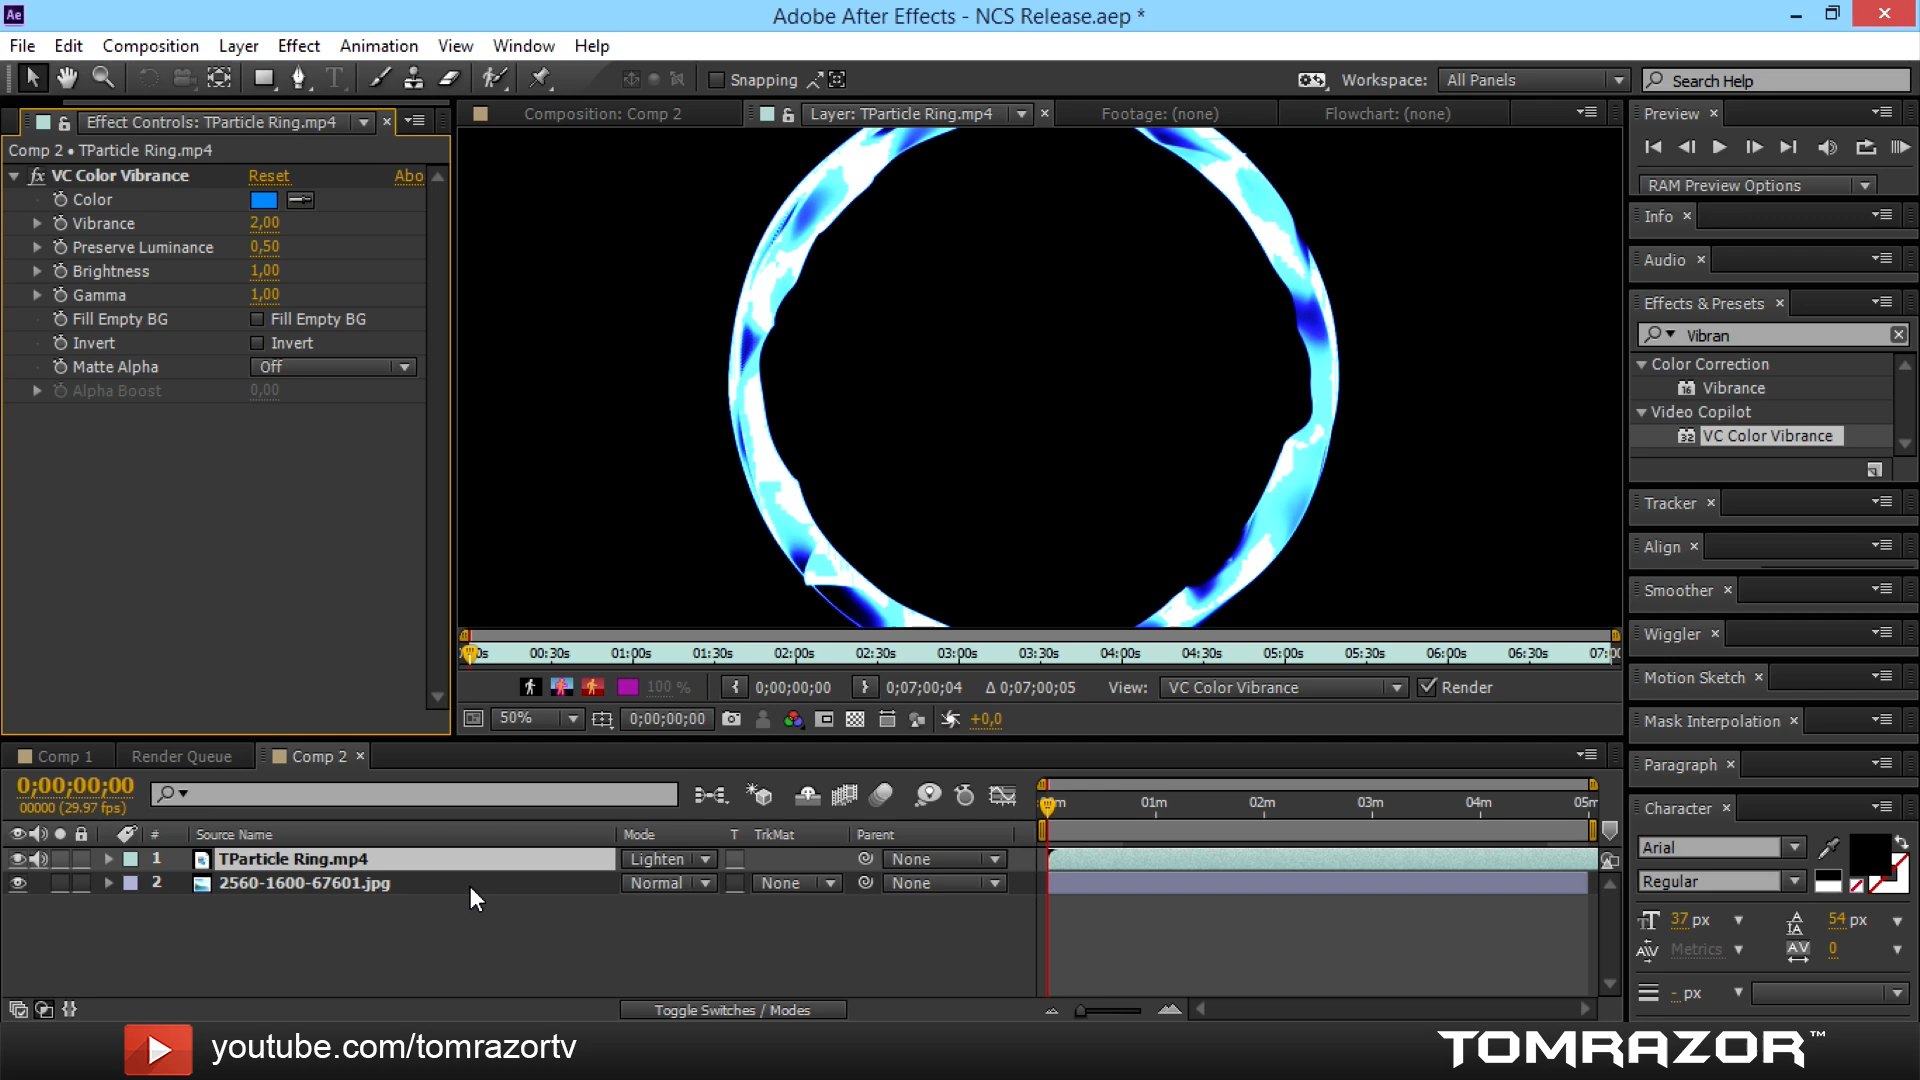 Ae
Adobe After Effects - NCS Release.aep *
File Edit Composition Layer Effect Animation View Window Help
Snapping
Workspace: All Panels
Search Help
Effect Controls: TParticle Ring.mp4
Composition: Comp 2
Layer: TParticle Ring.mp4
Footage: (none)
Flowchart: (none)
Comp 2 • TParticle Ring.mp4
fx VC Color Vibrance Reset Abo
Color
Vibrance 2,00
Preserve Luminance 0,50
Brightness 1,00
Gamma 1,00
Fill Empty BG Fill Empty BG
Invert Invert
Matte Alpha Off
Alpha Boost 0,00
00:30s 01:00s 01:30s 02:00s 02:30s 03:00s 03:30s 04:00s 04:30s 05:00s 05:30s 06:00s 06:30s 07:00
100 % 0;00;00;00 0;07;00;04 Δ 0;07;00;05 View: VC Color Vibrance Render
50% 0;00;00;00 +0,0
Preview
RAM Preview Options
Info
Audio
Effects & Presets
Vibran
Color Correction
16 Vibrance
Video Copilot
32 VC Color Vibrance
Tracker
Align
Smoother
Wiggler
Motion Sketch
Mask Interpolation
Paragraph
Character
Arial
Regular
37 px 54 px
Metrics 0
- px
Comp 1 Render Queue Comp 2
0;00;00;00
00000 (29.97 fps)
01m 02m 03m 04m 05m
# Source Name Mode T TrkMat Parent
1 TParticle Ring.mp4 Lighten None
2 2560-1600-67601.jpg Normal None None
Toggle Switches / Modes
youtube.com/tomrazortv
TOMRAZOR™